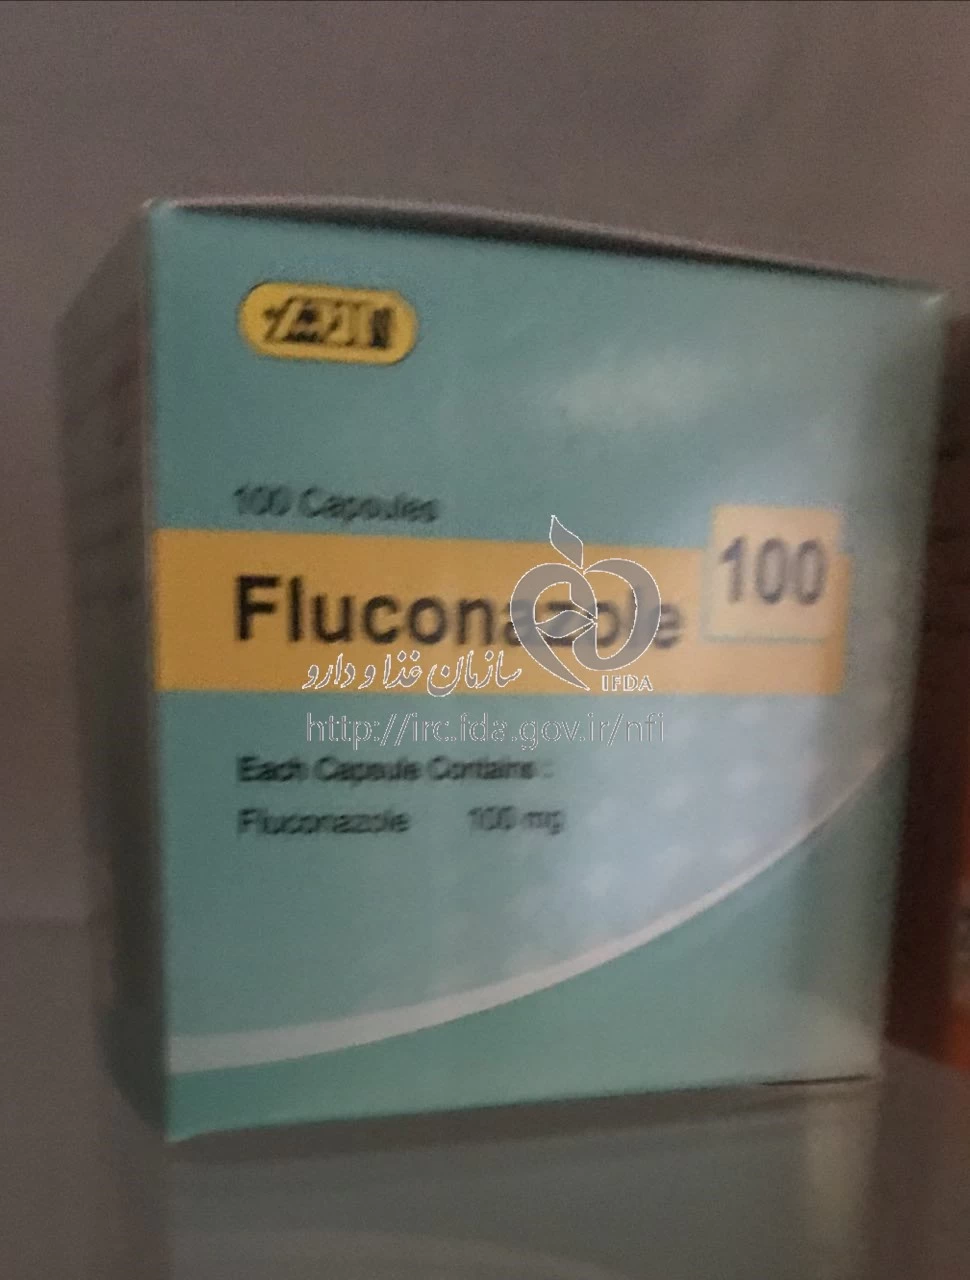 100 Capsules
Fluconazole 100
سازمان غذا و دارو
IFDA
http://irc.fda.gov.ir/nfi
Each Capsule Contains :
Fluconazole 100 mg